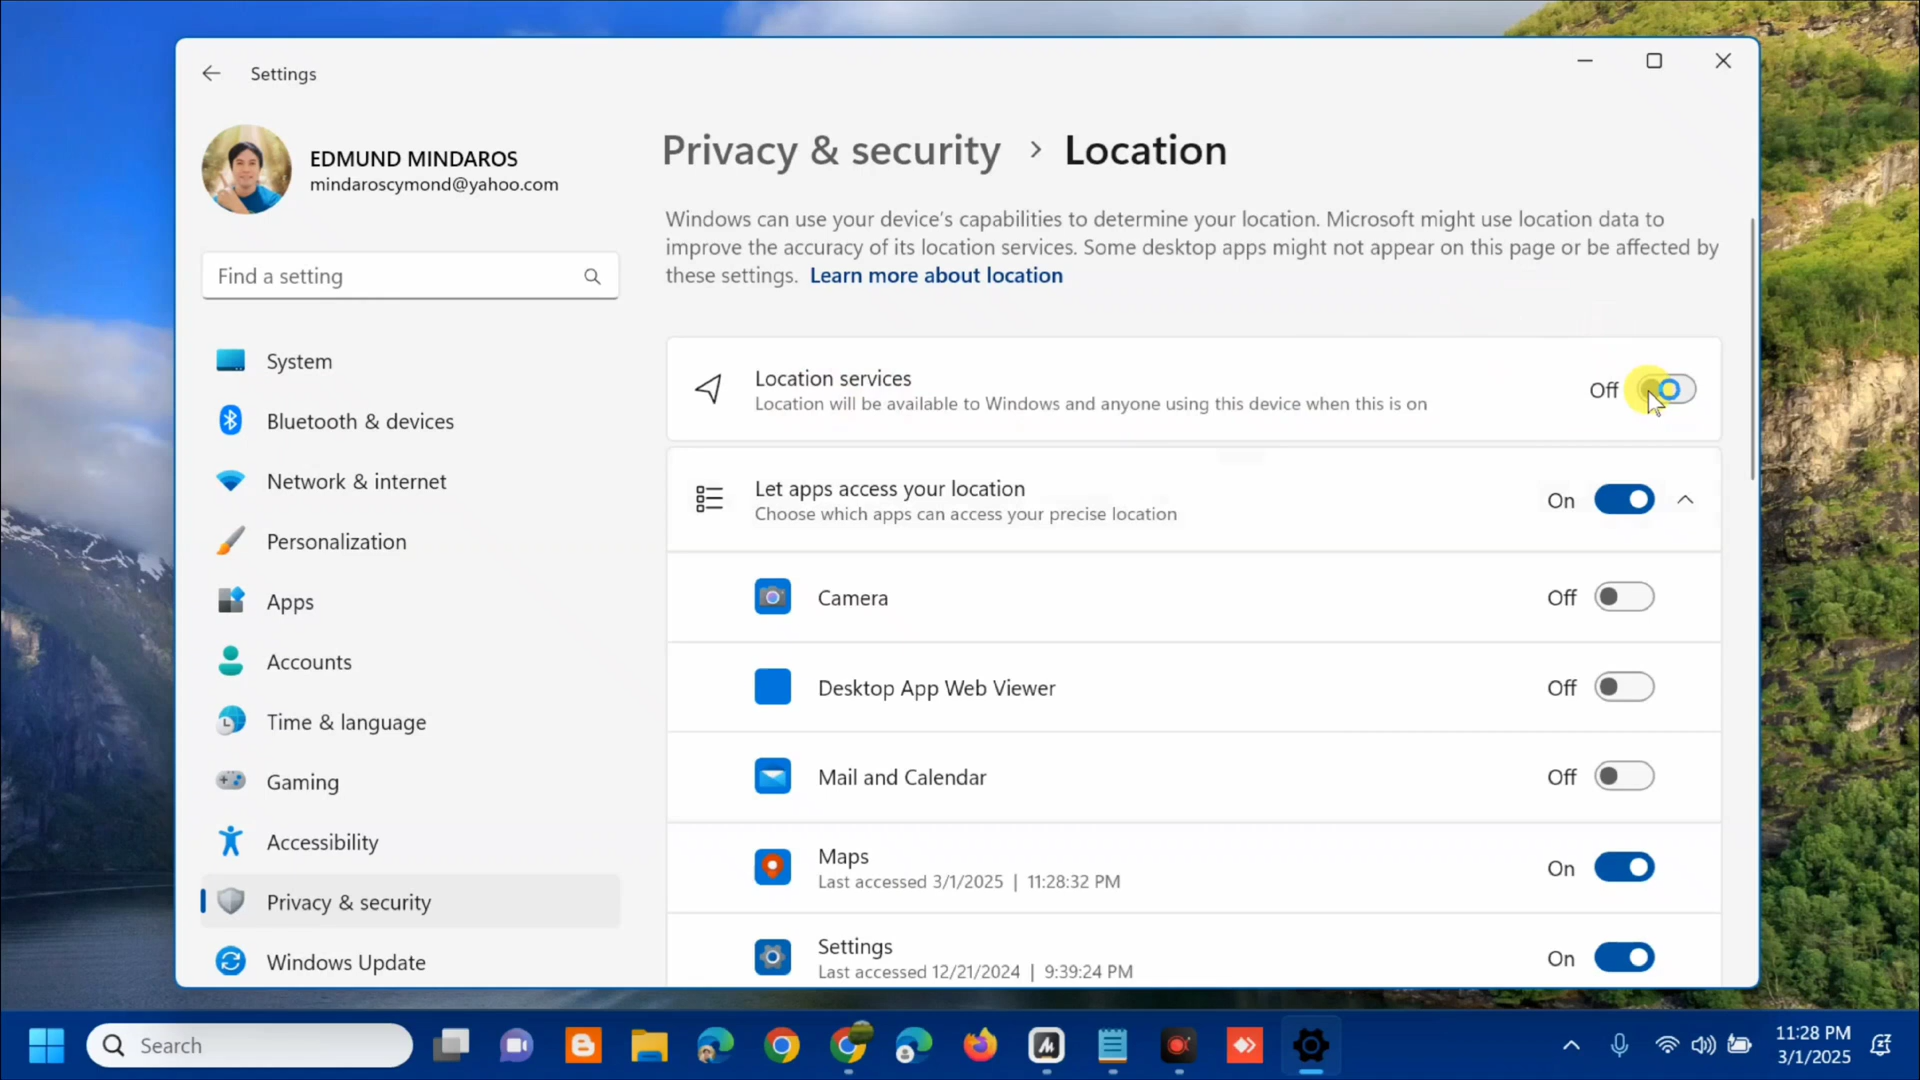 Settings
EDMUND MINDAROS
mindaroscymond@yahoo.com
Find a setting
System
Bluetooth & devices
Network & internet
Personalization
Apps
Accounts
Time & language
Gaming
Accessibility
Privacy & security
Windows Update
Privacy & security > Location
Windows can use your device's capabilities to determine your location. Microsoft might use location data to
improve the accuracy of its location services. Some desktop apps might not appear on this page or be affected by
these settings. Learn more about location
Location services
Off
Location will be available to Windows and anyone using this device when this is on
Let apps access your location
On
Choose which apps can access your precise location
Camera Off
Desktop App Web Viewer Off
Mail and Calendar Off
Maps
On
Last accessed 3/1/2025 | 11:28:32 PM
Settings
On
Last accessed 12/21/2024 | 9:39:24 PM
Search
11:28 PM
3/1/2025